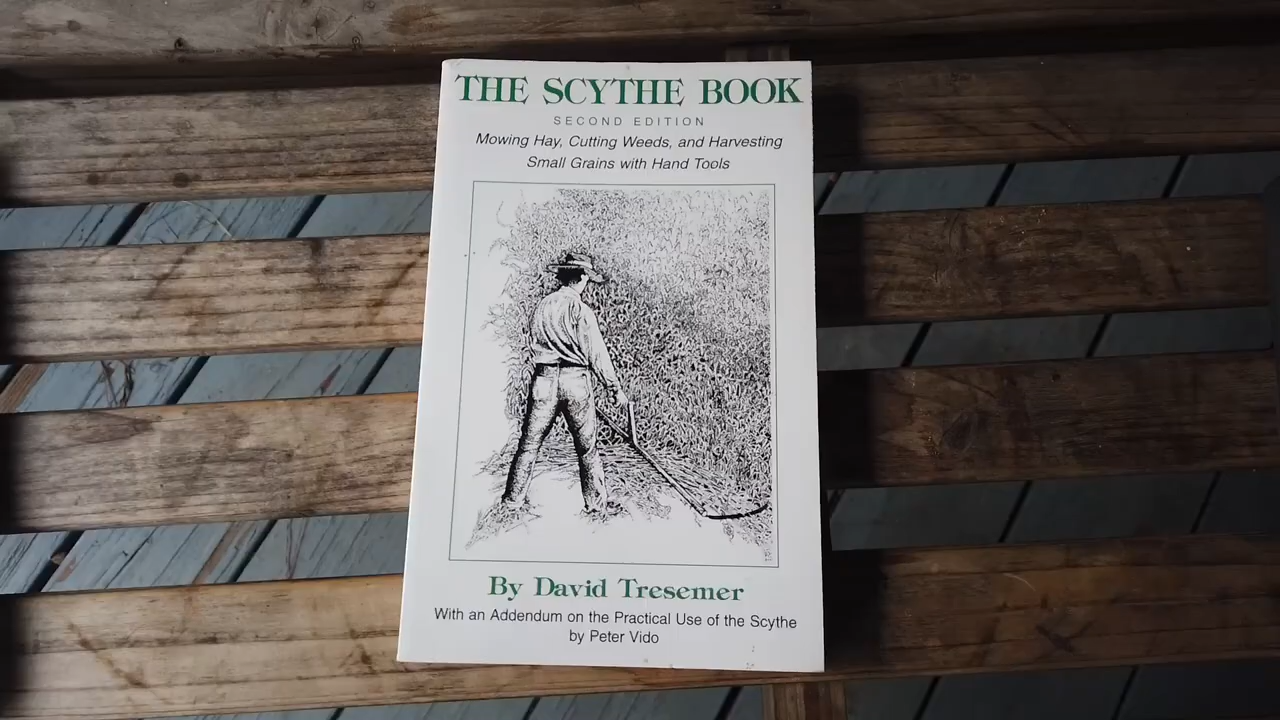 THE SCYTHE BOOK
SECOND EDITION
Mowing Hay, Cutting Weeds, and Harvesting
Small Grains with Hand Tools
By David Tresemer
With an Addendum on the Practical Use of the Scythe
by Peter Vido